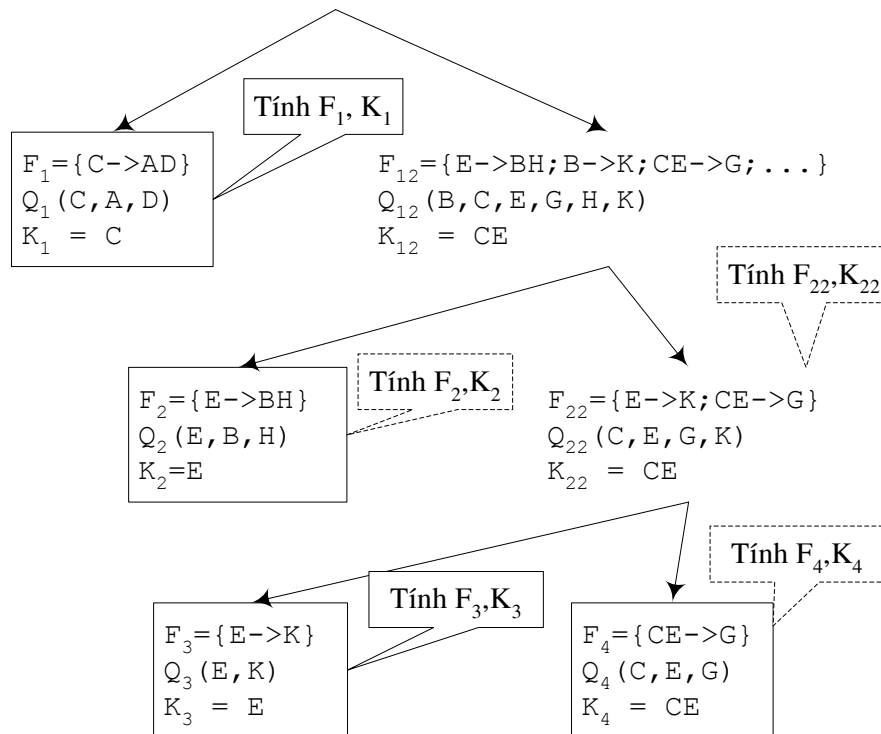 Tính F₁, K₁
F₁={C->AD}
Q₁(C,A,D)
K₁ = C
F₁₂={E->BH;B->K;CE->G;...}
Q₁₂(B,C,E,G,H,K)
K₁₂ = CE
Tính F₂₂,K₂₂
F₂={E->BH}
Q₂(E,B,H)
K₂=E
Tính F₂,K₂
F₂₂={E->K;CE->G}
Q₂₂(C,E,G,K)
K₂₂ = CE
F₃={E->K}
Q₃(E,K)
K₃ = E
Tính F₃,K₃
F₄={CE->G}
Q₄(C,E,G)
K₄ = CE
Tính F₄,K₄